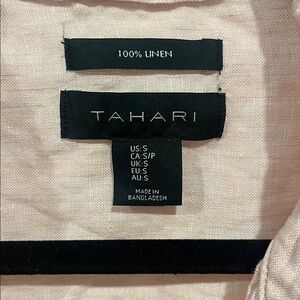 100% LINEN
TAHARI
US:S
CA:S/P
UK:S
EU:S
AU:S
MADE IN
BANGLADESH